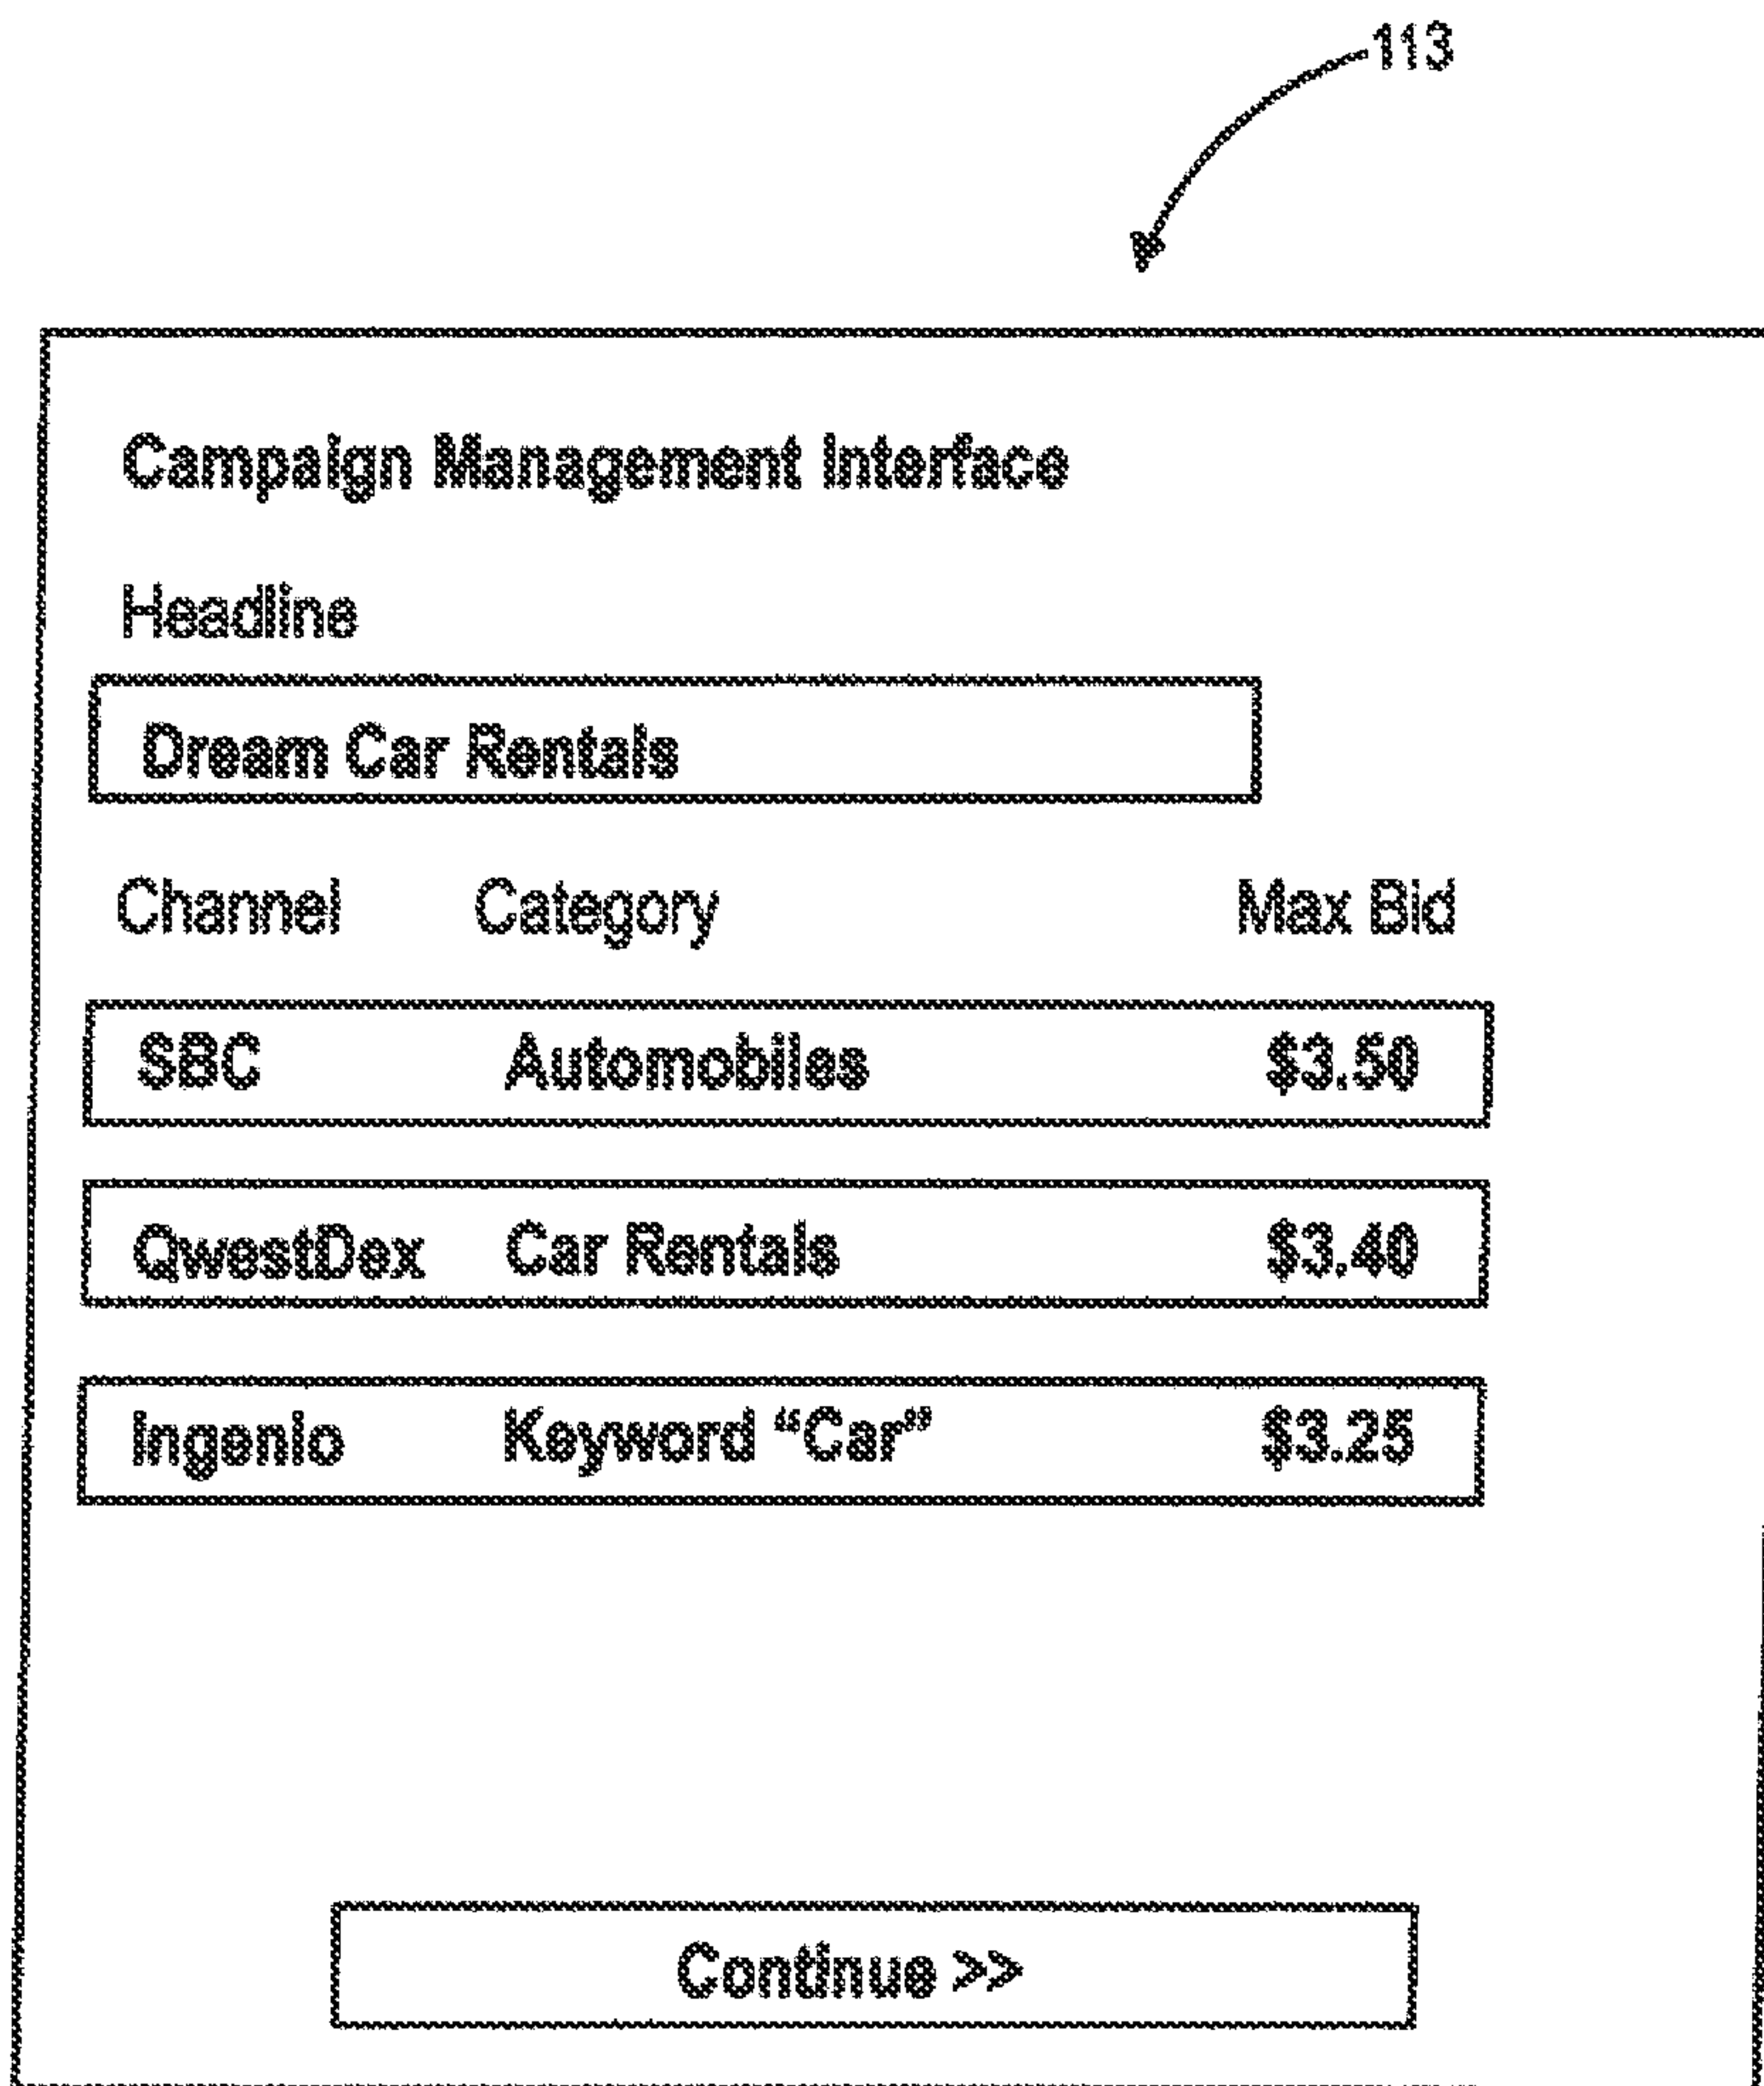 113
Campaign Management Interface
Headline
Dream Car Rentals
Channel Category Max Bid
SBC Automobiles $3.50
QwestDex Car Rentals $3.40
Ingenio Keyword “Car” $3.25
Continue >>